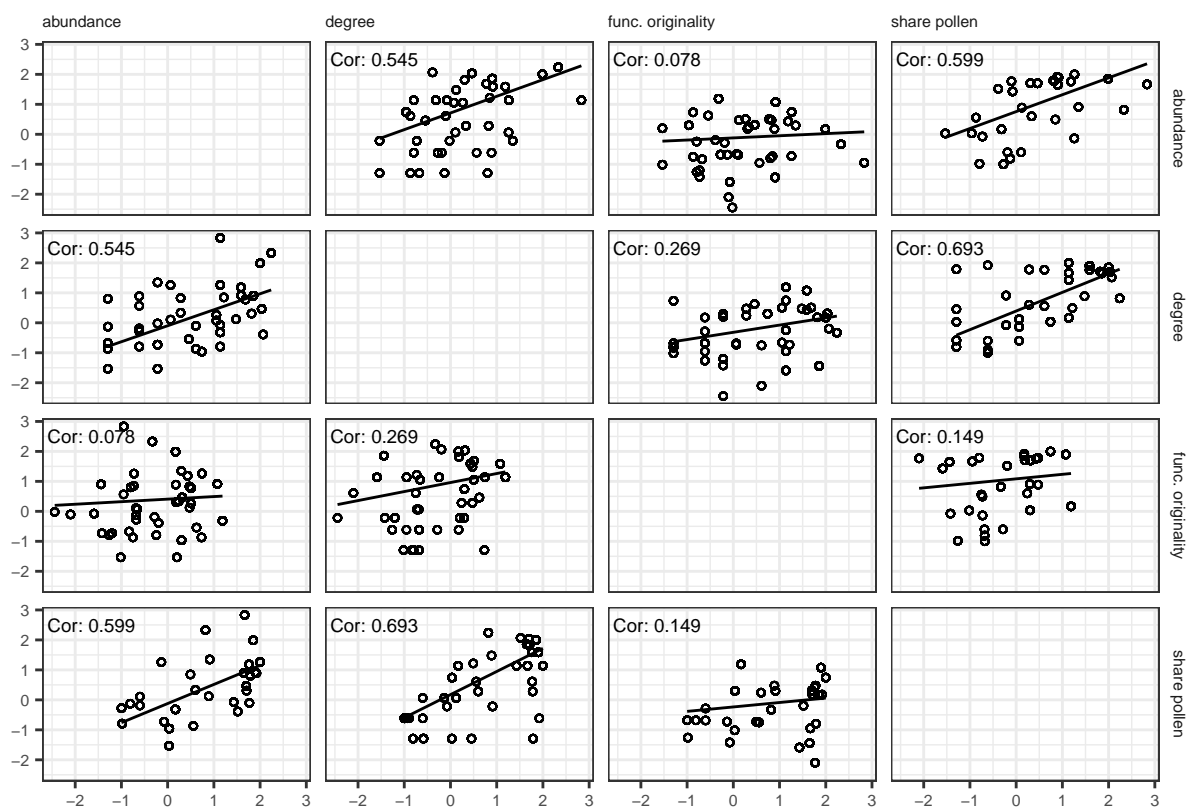 abundance degree func. originality share pollen
3 Cor: 0.545 Cor: 0.078 Cor: 0.599
2
1
0
−1
−2
abundance
3 Cor: 0.545 Cor: 0.269 Cor: 0.693
2
1
0
−1
−2
degree
3 Cor: 0.078 Cor: 0.269 Cor: 0.149
2
1
0
−1
−2
func. originality
3 Cor: 0.599 Cor: 0.693 Cor: 0.149
2
1
0
−1
−2
share pollen
−2 −1 0 1 2 3 −2 −1 0 1 2 3 −2 −1 0 1 2 3 −2 −1 0 1 2 3